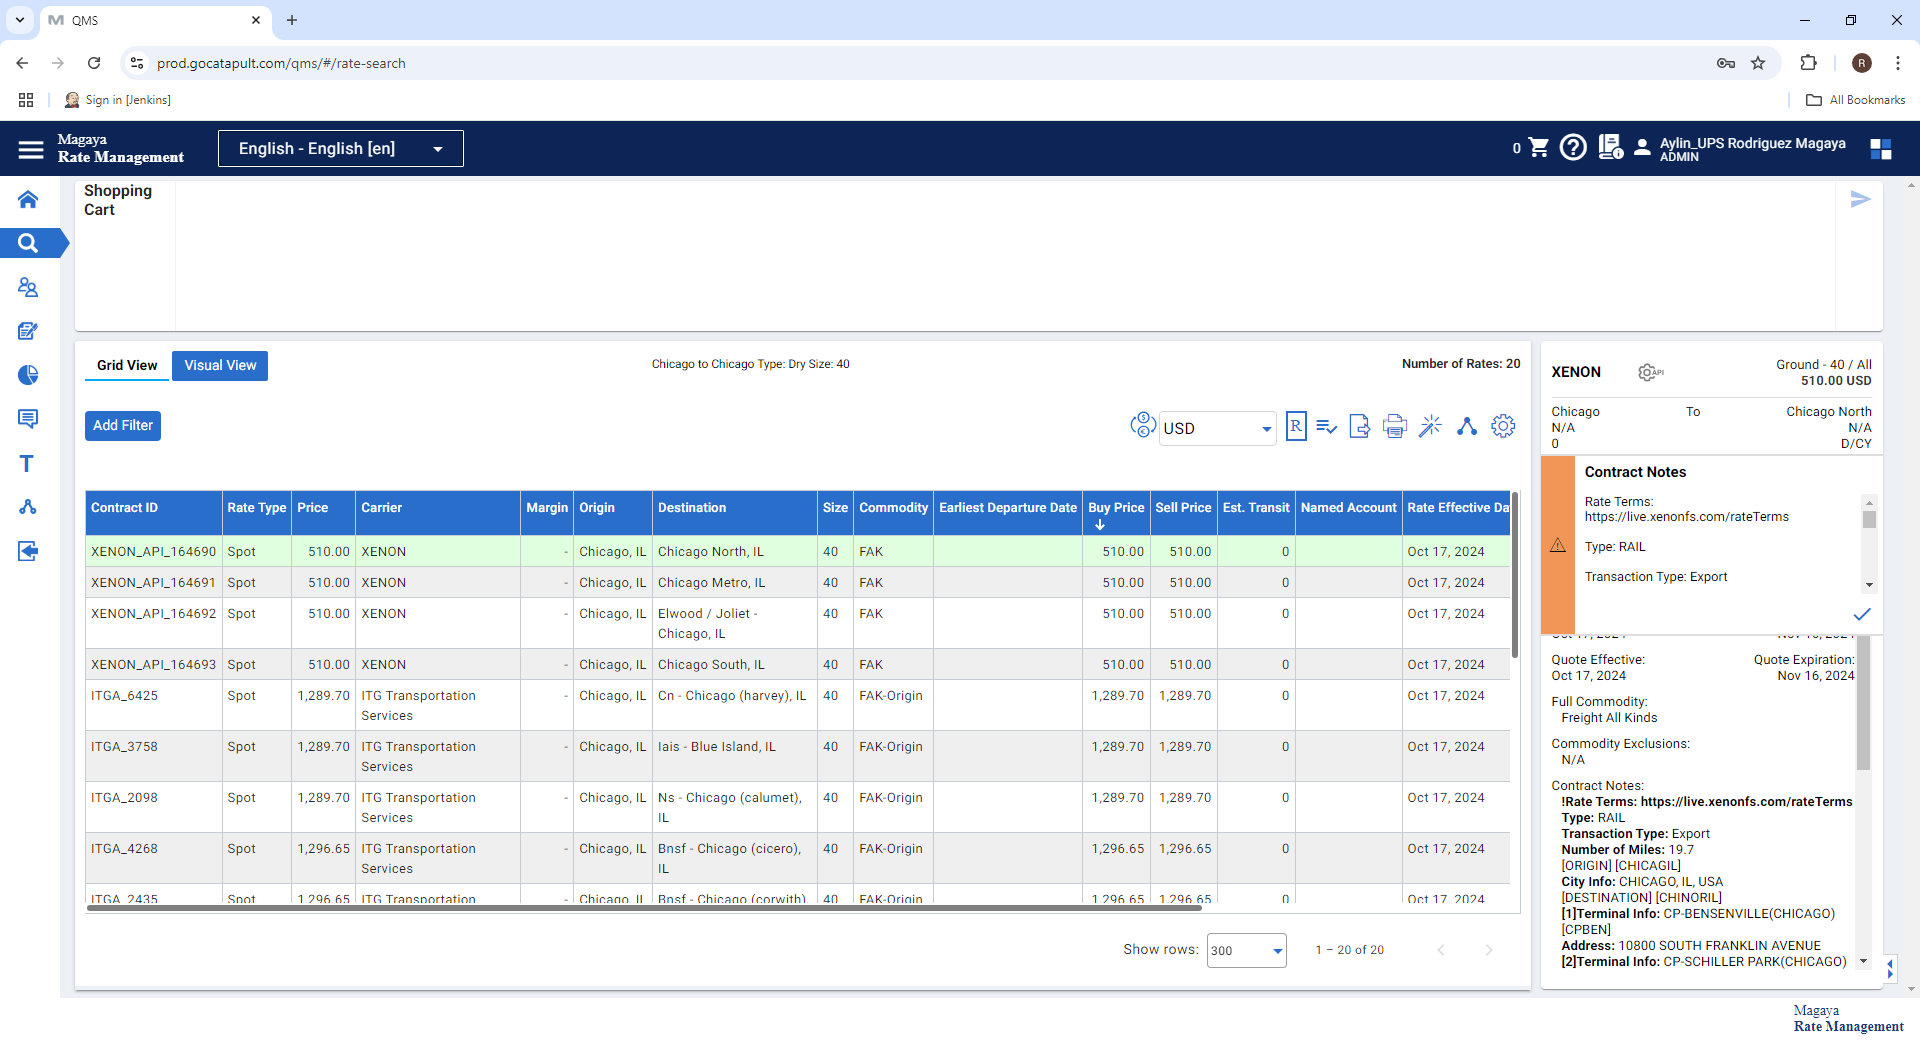 QMS
prod.gocatapult.com/qms/#/rate-search
R
Sign in [Jenkins]
All Bookmarks
Magaya
Rate Management
English - English [en]
0
Aylin_UPS Rodriguez Magaya
ADMIN
Shopping
Cart
Grid View
Visual View
Chicago to Chicago Type: Dry Size: 40
Number of Rates: 20
Add Filter
USD
R
Contract ID Rate Type Price Carrier Margin Origin Destination Size Commodity Earliest Departure Date Buy Price Sell Price Est. Transit Named Account Rate Effective Da
XENON_API_164690 Spot 510.00 XENON - Chicago, IL Chicago North, IL 40 FAK 510.00 510.00 0 Oct 17, 2024
XENON_API_164691 Spot 510.00 XENON - Chicago, IL Chicago Metro, IL 40 FAK 510.00 510.00 0 Oct 17, 2024
XENON_API_164692 Spot 510.00 XENON - Chicago, IL Elwood / Joliet - 40 FAK 510.00 510.00 0 Oct 17, 2024
Chicago, IL
XENON_API_164693 Spot 510.00 XENON - Chicago, IL Chicago South, IL 40 FAK 510.00 510.00 0 Oct 17, 2024
ITGA_6425 Spot 1,289.70 ITG Transportation - Chicago, IL Cn - Chicago (harvey), IL 40 FAK-Origin 1,289.70 1,289.70 0 Oct 17, 2024
Services
ITGA_3758 Spot 1,289.70 ITG Transportation - Chicago, IL Iais - Blue Island, IL 40 FAK-Origin 1,289.70 1,289.70 0 Oct 17, 2024
Services
ITGA_2098 Spot 1,289.70 ITG Transportation - Chicago, IL Ns - Chicago (calumet), 40 FAK-Origin 1,289.70 1,289.70 0 Oct 17, 2024
Services IL
ITGA_4268 Spot 1,296.65 ITG Transportation - Chicago, IL Bnsf - Chicago (cicero), 40 FAK-Origin 1,296.65 1,296.65 0 Oct 17, 2024
Services IL
ITGA_2435 Spot 1,296.65 ITG Transportation - Chicago, IL Bnsf - Chicago (corwith), 40 FAK-Origin 1,296.65 1,296.65 0 Oct 17, 2024
Show rows: 300 1 – 20 of 20
XENON
API
Ground - 40 / All
510.00 USD
Chicago To Chicago North
N/A N/A
0 D/CY
Contract Notes
Rate Terms:
https://live.xenonfs.com/rateTerms
Type: RAIL
Transaction Type: Export
Oct 17, 2024 Nov 16, 2024
Quote Effective: Quote Expiration:
Oct 17, 2024 Nov 16, 2024
Full Commodity:
Freight All Kinds
Commodity Exclusions:
N/A
Contract Notes:
!Rate Terms: https://live.xenonfs.com/rateTerms
Type: RAIL
Transaction Type: Export
Number of Miles: 19.7
[ORIGIN] [CHICAGIL]
City Info: CHICAGO, IL, USA
[DESTINATION] [CHINORIL]
[1]Terminal Info: CP-BENSENVILLE(CHICAGO)
[CPBEN]
Address: 10800 SOUTH FRANKLIN AVENUE
[2]Terminal Info: CP-SCHILLER PARK(CHICAGO)
Magaya
Rate Management